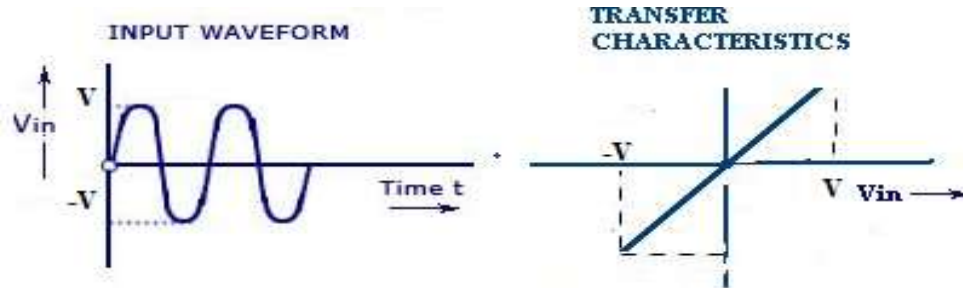 INPUT WAVEFORM
V
Vin
-V
Time t
TRANSFER
CHARACTERISTICS
-V
V
Vin